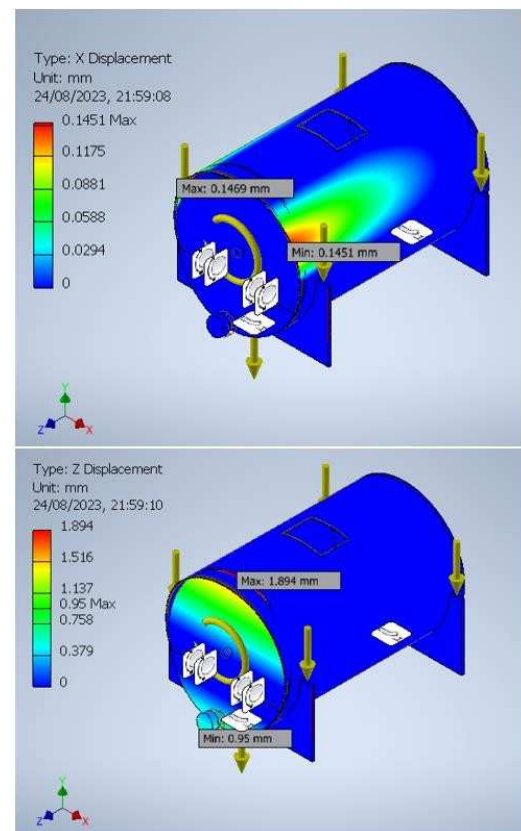 Type: X Displacement
Unit: mm
24/08/2023, 21:59:08
0.1451 Max
0.1175
0.0881
0.0588
0.0294
0
Max: 0.1469 mm
Min: 0.1451 mm
Y
Z
X
Type: Z Displacement
Unit: mm
24/08/2023, 21:59:10
1.894
1.516
1.137
0.95 Max
0.758
0.379
0
Max: 1.894 mm
Min: 0.95 mm
Y
Z
X